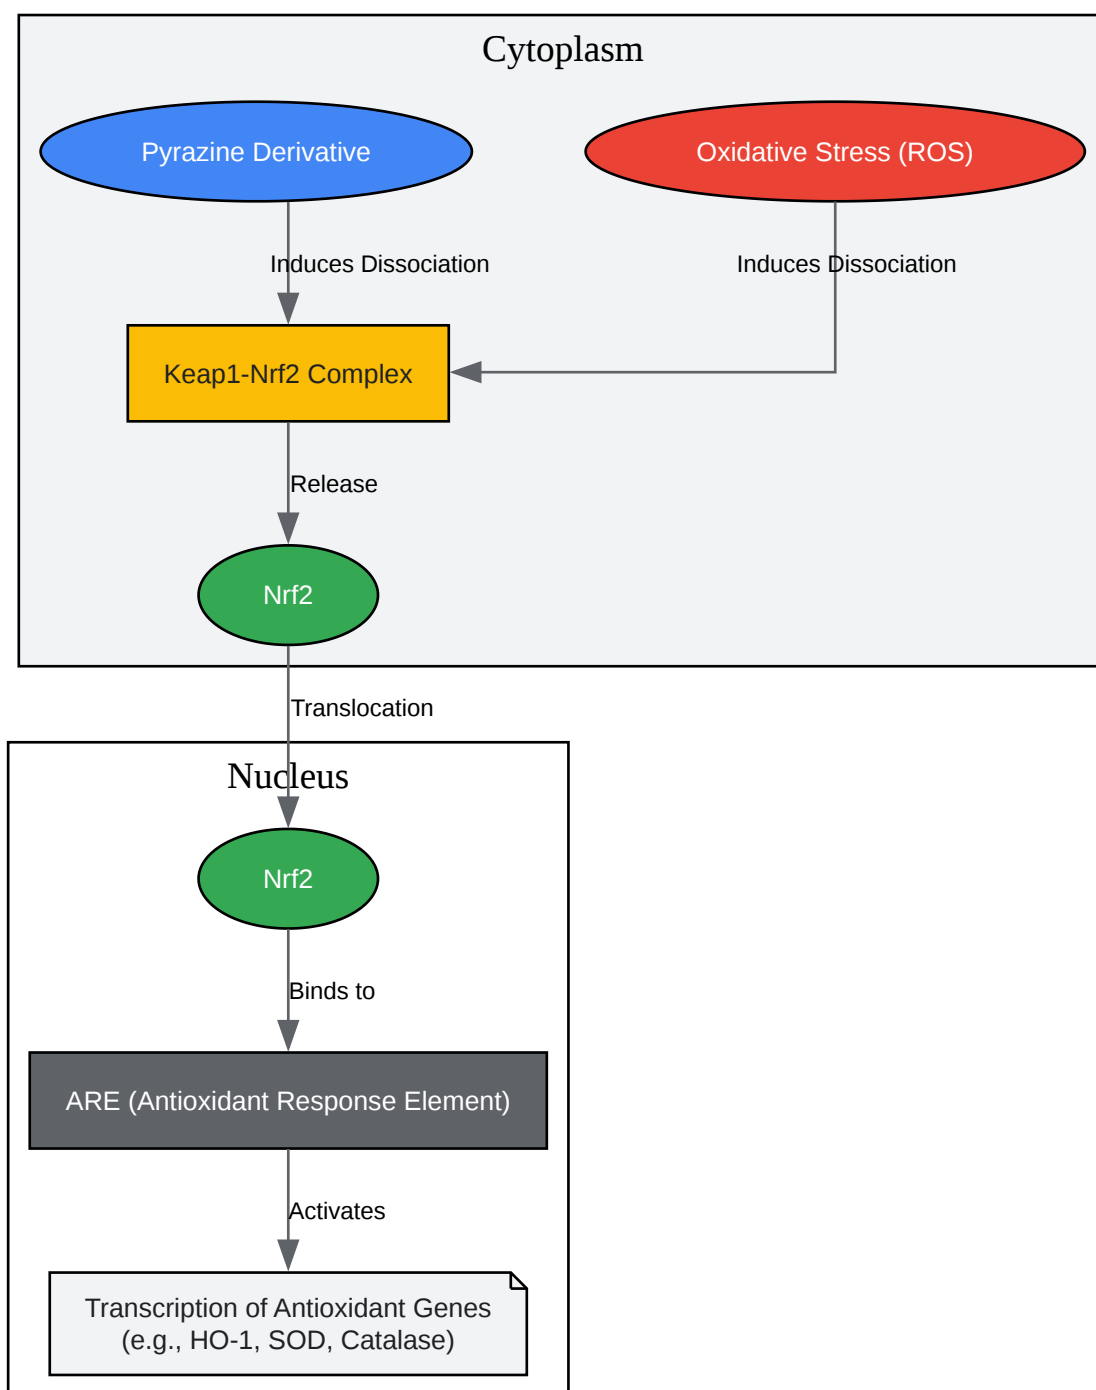 Cytoplasm
Pyrazine Derivative
Oxidative Stress (ROS)
Induces Dissociation
Induces Dissociation
Keap1-Nrf2 Complex
Release
Nrf2
Translocation
Nucleus
Nrf2
Binds to
ARE (Antioxidant Response Element)
Activates
Transcription of Antioxidant Genes
(e.g., HO-1, SOD, Catalase)